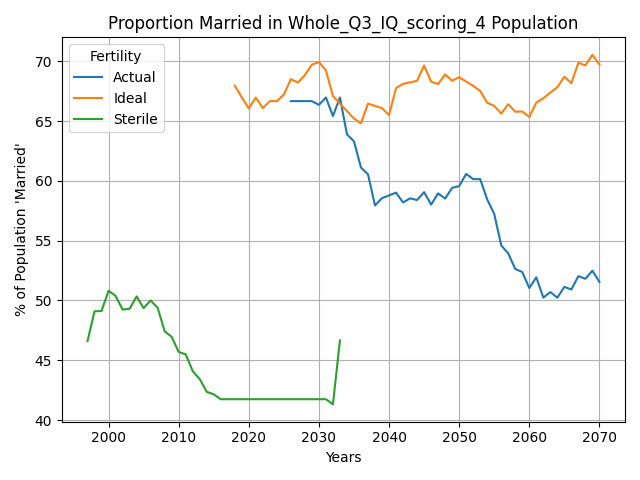 Proportion Married in Whole_Q3_IQ_scoring_4 Population
% of Population 'Married'
70
65
60
55
50
45
40
Fertility
Actual
Ideal
Sterile
2000 2010 2020 2030 2040 2050 2060 2070
Years